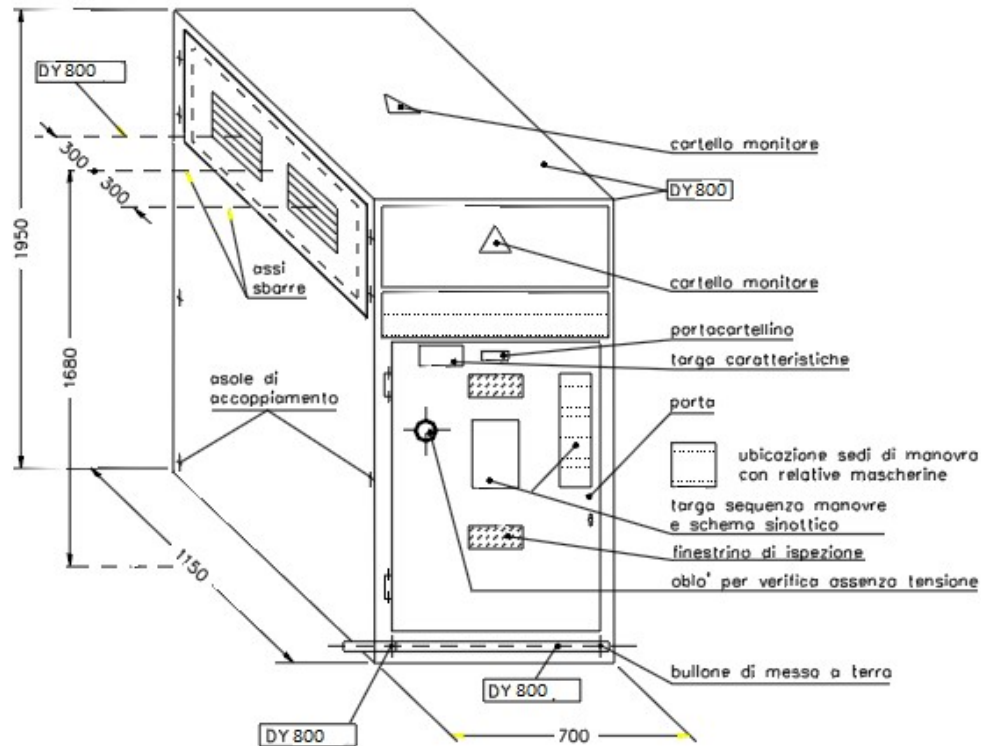 DY 800
300
300
1950
1680
assi
sbarre
asole di
accoppiamento
1150
cartello monitore
DY 800
cartello monitore
portacartellino
targa caratteristiche
porta
ubicazione sedi di manovra
con relative mascherine
targa sequenza manovre
e schema sinottico
finestrino di ispezione
oblo' per verifica assenza tensione
bullone di messa a terra
DY 800
DY 800
700